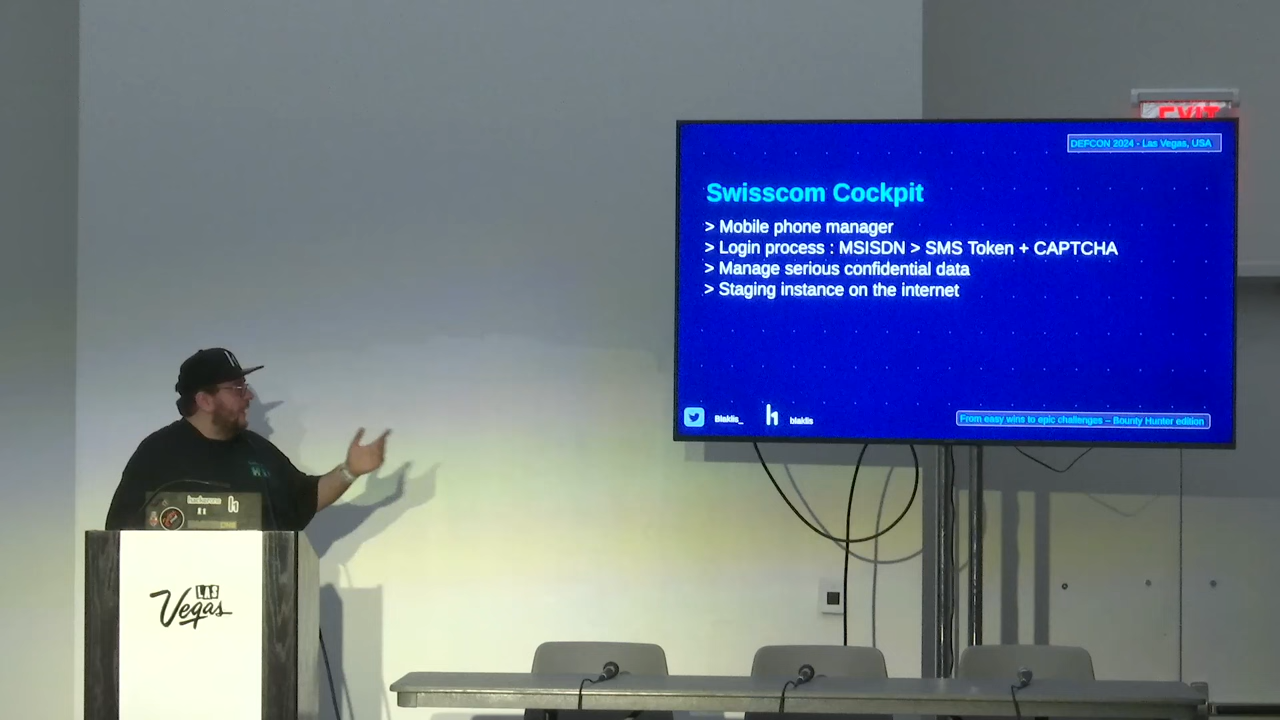 EXIT
DEFCON 2024 - Las Vegas, USA
Swisscom Cockpit
> Mobile phone manager
> Login process : MSISDN > SMS Token + CAPTCHA
> Manage serious confidential data
> Staging instance on the internet
Blaklis_
blaklis
From easy wins to epic challenges – Bounty Hunter edition
hackerone
LAS
Vegas